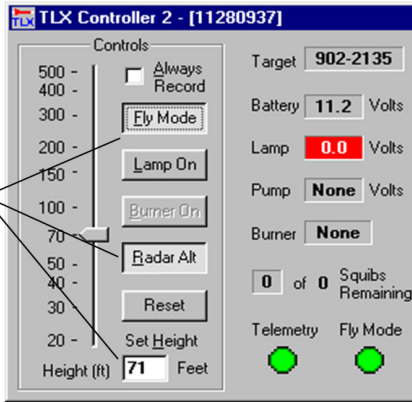 TLX
TLX Controller 2 - [11280937]
Controls
500 -
400 -
300 -
200 -
150 -
100 -
70 -
50 -
40 -
30 -
20 -
Height (ft)
Always
Record
Fly Mode
Lamp On
Burner On
Radar Alt
Reset
Set Height
71 Feet
Target 902-2135
Battery 11.2 Volts
Lamp 0.0 Volts
Pump None Volts
Burner None
0 of 0 Squibs
Remaining
Telemetry Fly Mode